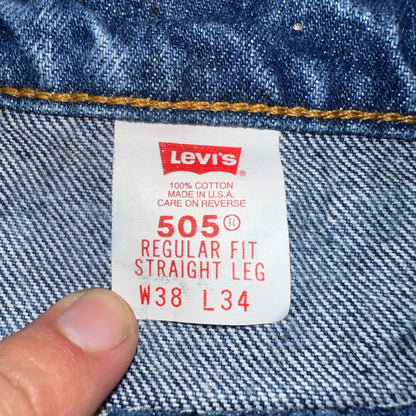 Levi's®
100% COTTON
MADE IN U.S.A.
CARE ON REVERSE
505®
REGULAR FIT
STRAIGHT LEG
W38 L34